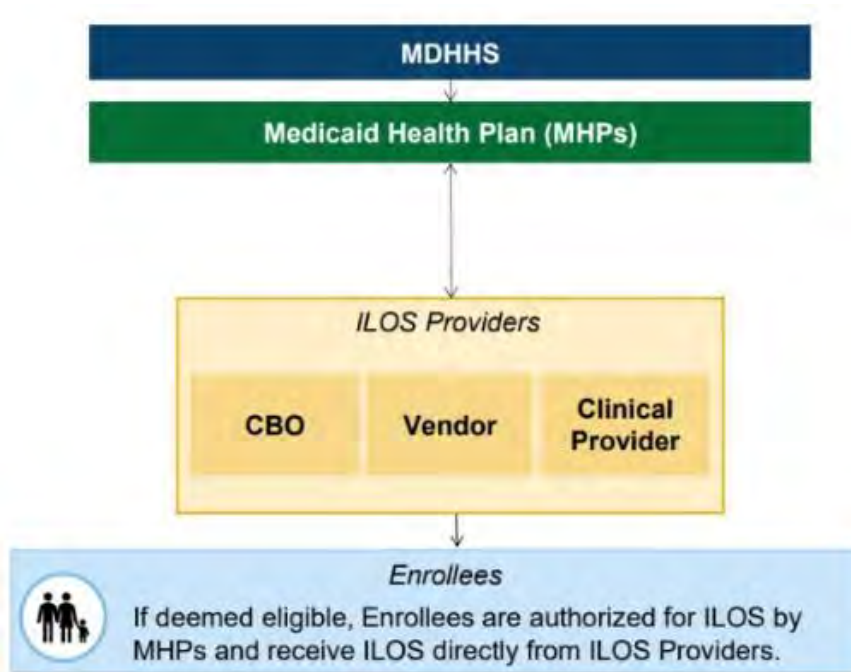 MDHHS
Medicaid Health Plan (MHPs)
ILOS Providers
CBO
Vendor
Clinical
Provider
Enrollees
If deemed eligible, Enrollees are authorized for ILOS by
MHPs and receive ILOS directly from ILOS Providers.